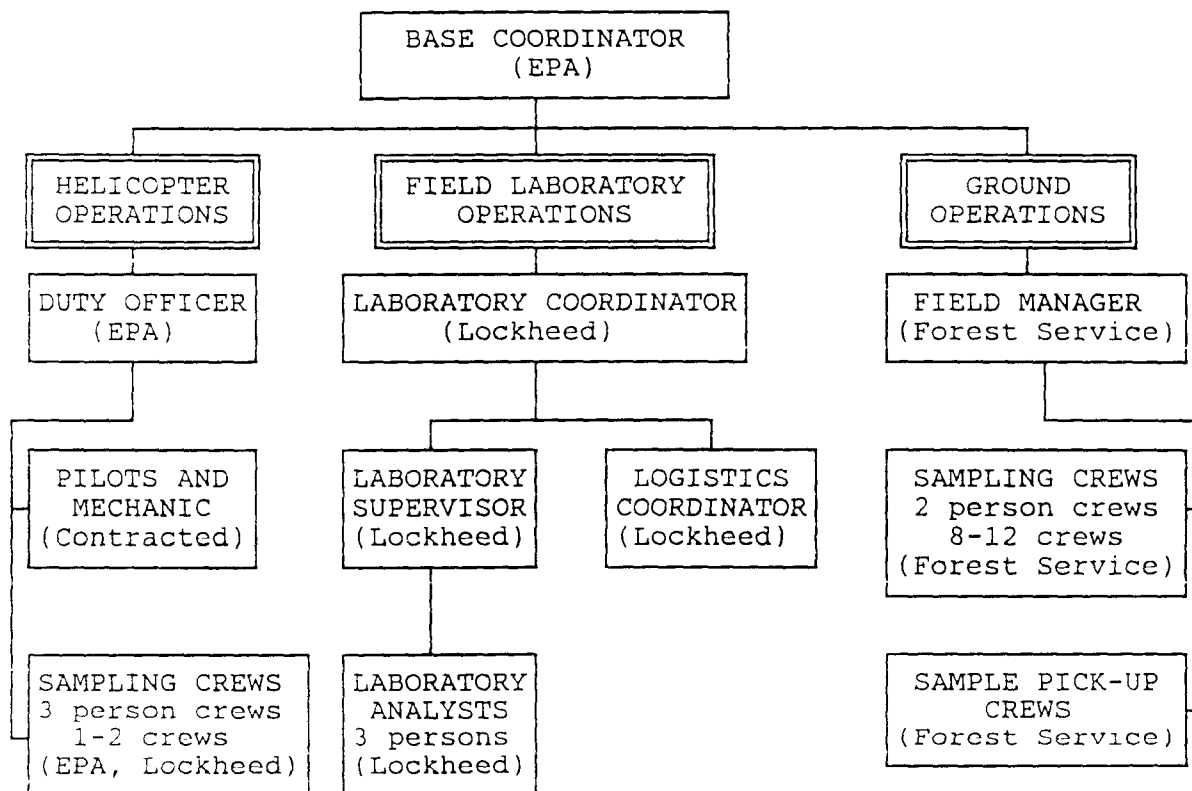 BASE COORDINATOR
(EPA)
HELICOPTER
OPERATIONS
FIELD LABORATORY
OPERATIONS
GROUND
OPERATIONS
DUTY OFFICER
(EPA)
LABORATORY COORDINATOR
(Lockheed)
FIELD MANAGER
(Forest Service)
PILOTS AND
MECHANIC
(Contracted)
LABORATORY
SUPERVISOR
(Lockheed)
LOGISTICS
COORDINATOR
(Lockheed)
SAMPLING CREWS
2 person crews
8-12 crews
(Forest Service)
SAMPLING CREWS
3 person crews
1-2 crews
(EPA, Lockheed)
LABORATORY
ANALYSTS
3 persons
(Lockheed)
SAMPLE PICK-UP
CREWS
(Forest Service)